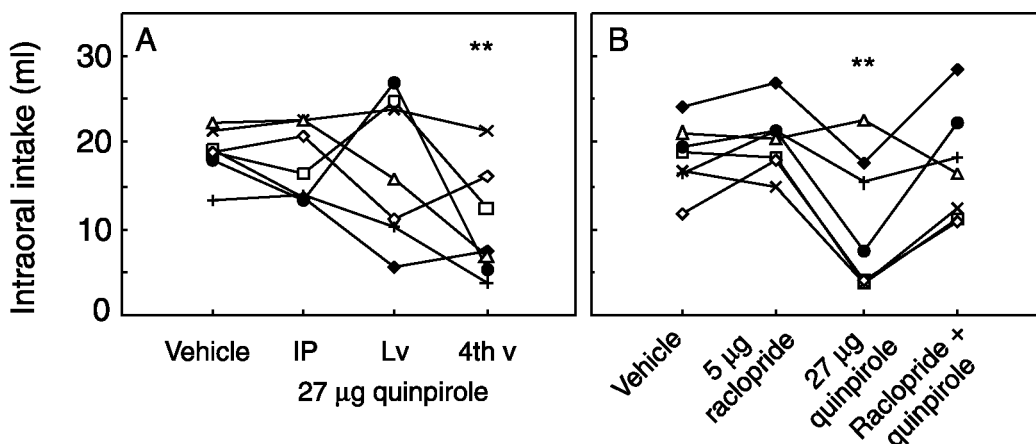 Intraoral intake (ml)
30
20
10
0
A
**
Vehicle IP Lv 4th v
27 μg quinpirole
B
**
Vehicle
5 μg
raclopride
27 μg
quinpirole
Raclopride +
quinpirole